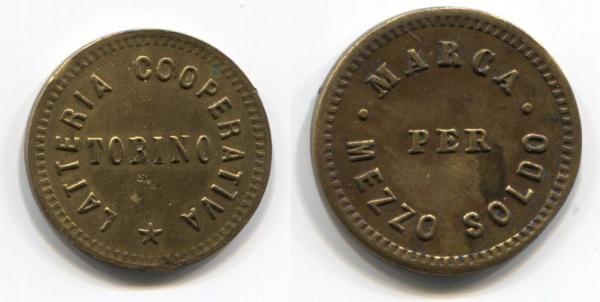 LATTERIA COOPERATIVA
TORINO
MARCA
PER
MEZZO SOLDO